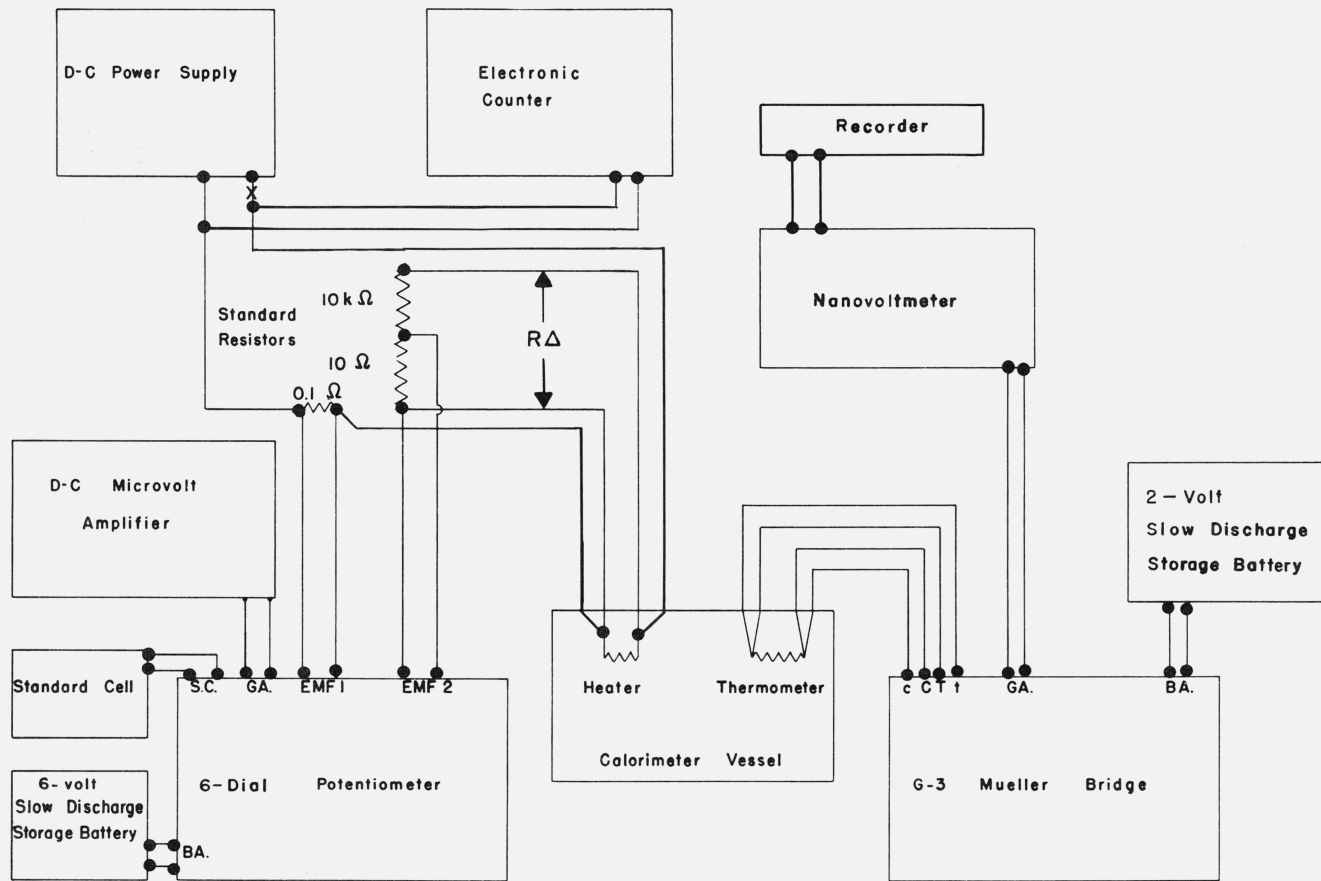 D-C Power Supply
Electronic
Counter
Recorder
X
Nanovoltmeter
10k Ω
Standard
Resistors
RΔ
10 Ω
0.1 Ω
D-C Microvolt
Amplifier
2-Volt
Slow Discharge
Storage Battery
Standard Cell
S.C.
GA.
EMF 1
EMF 2
Heater
Thermometer
Calorimeter Vessel
c C T t
GA.
BA.
6-volt
Slow Discharge
Storage Battery
BA.
6-Dial Potentiometer
G-3 Mueller Bridge